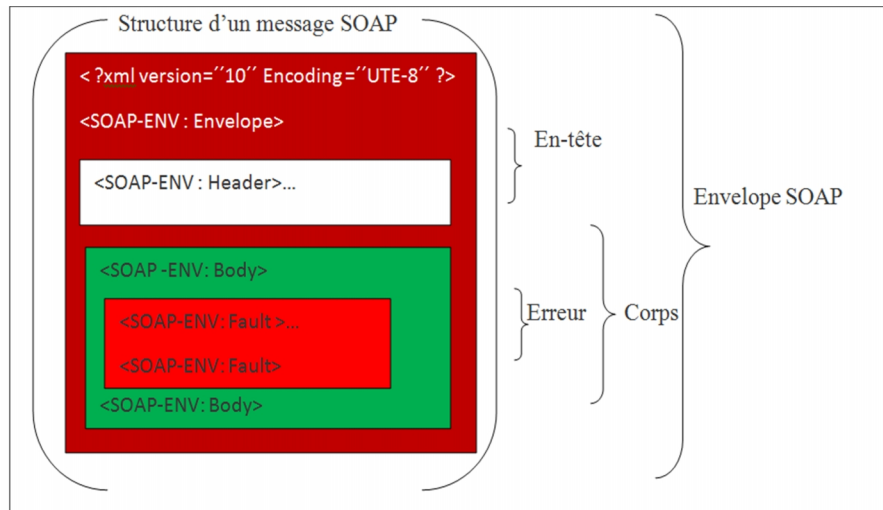 Structure d’un message SOAP
< ?xml version=´´10´´ Encoding=´´UTE-8´´ ?>
<SOAP-ENV : Envelope>
<SOAP-ENV : Header>...
<SOAP -ENV: Body>
<SOAP-ENV: Fault >...
<SOAP-ENV: Fault>
<SOAP-ENV: Body>
En-tête
Erreur
Corps
Envelope SOAP